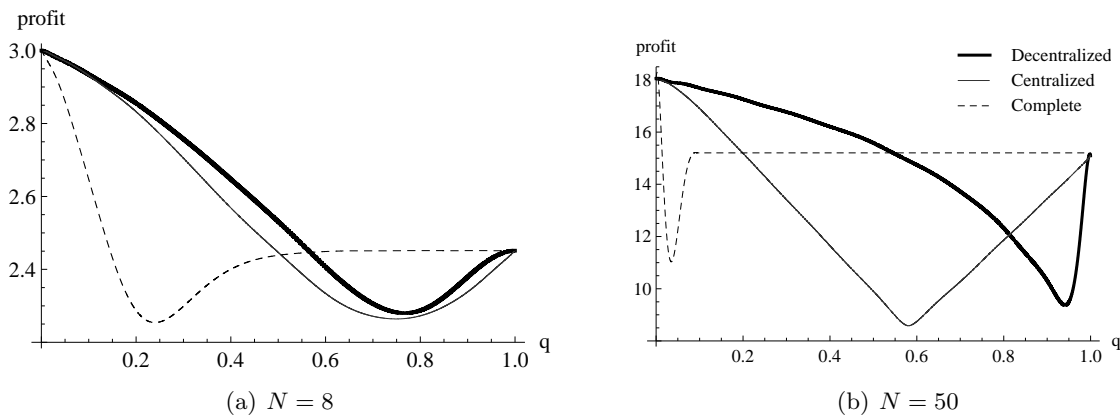 profit
3.0
2.8
2.6
2.4
0.2 0.4 0.6 0.8 1.0 q
(a) N = 8
profit
18
16
14
12
10
0.2 0.4 0.6 0.8 1.0 q
Decentralized
Centralized
Complete
(b) N = 50